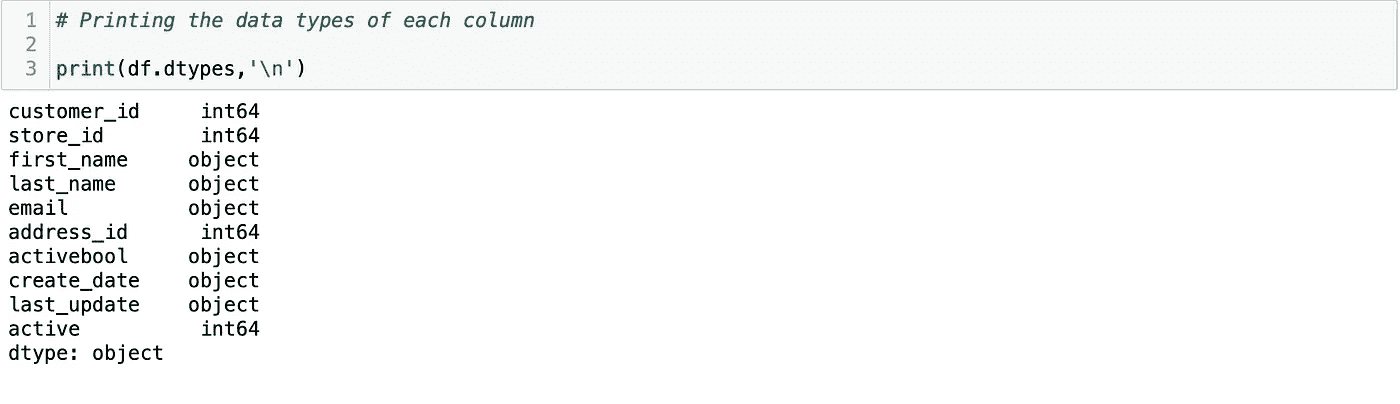 1 # Printing the data types of each column
2
3 print(df.dtypes,'\n')
customer_id     int64
store_id        int64
first_name     object
last_name      object
email          object
address_id      int64
activebool     object
create_date    object
last_update    object
active          int64
dtype: object